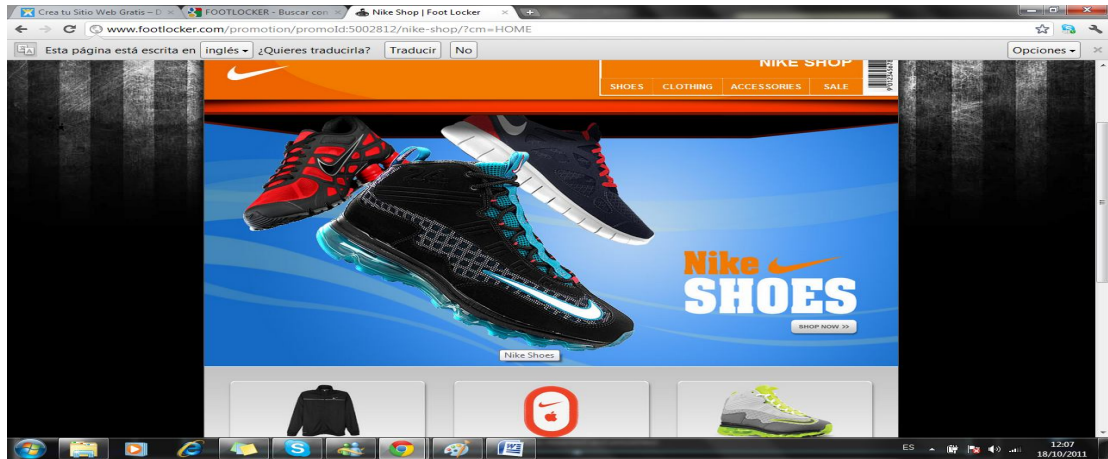 Crea tu Sitio Web Gratis – D
FOOTLOCKER - Buscar con
Nike Shop | Foot Locker
www.footlocker.com/promotion/promoId:5002812/nike-shop/?cm=HOME
Esta página está escrita en inglés ¿Quieres traducirla? Traducir No Opciones
NIKE SHOP
SHOES CLOTHING ACCESSORIES SALE
Nike
SHOES
SHOP NOW >>
Nike Shoes
ES 12:07
18/10/2011